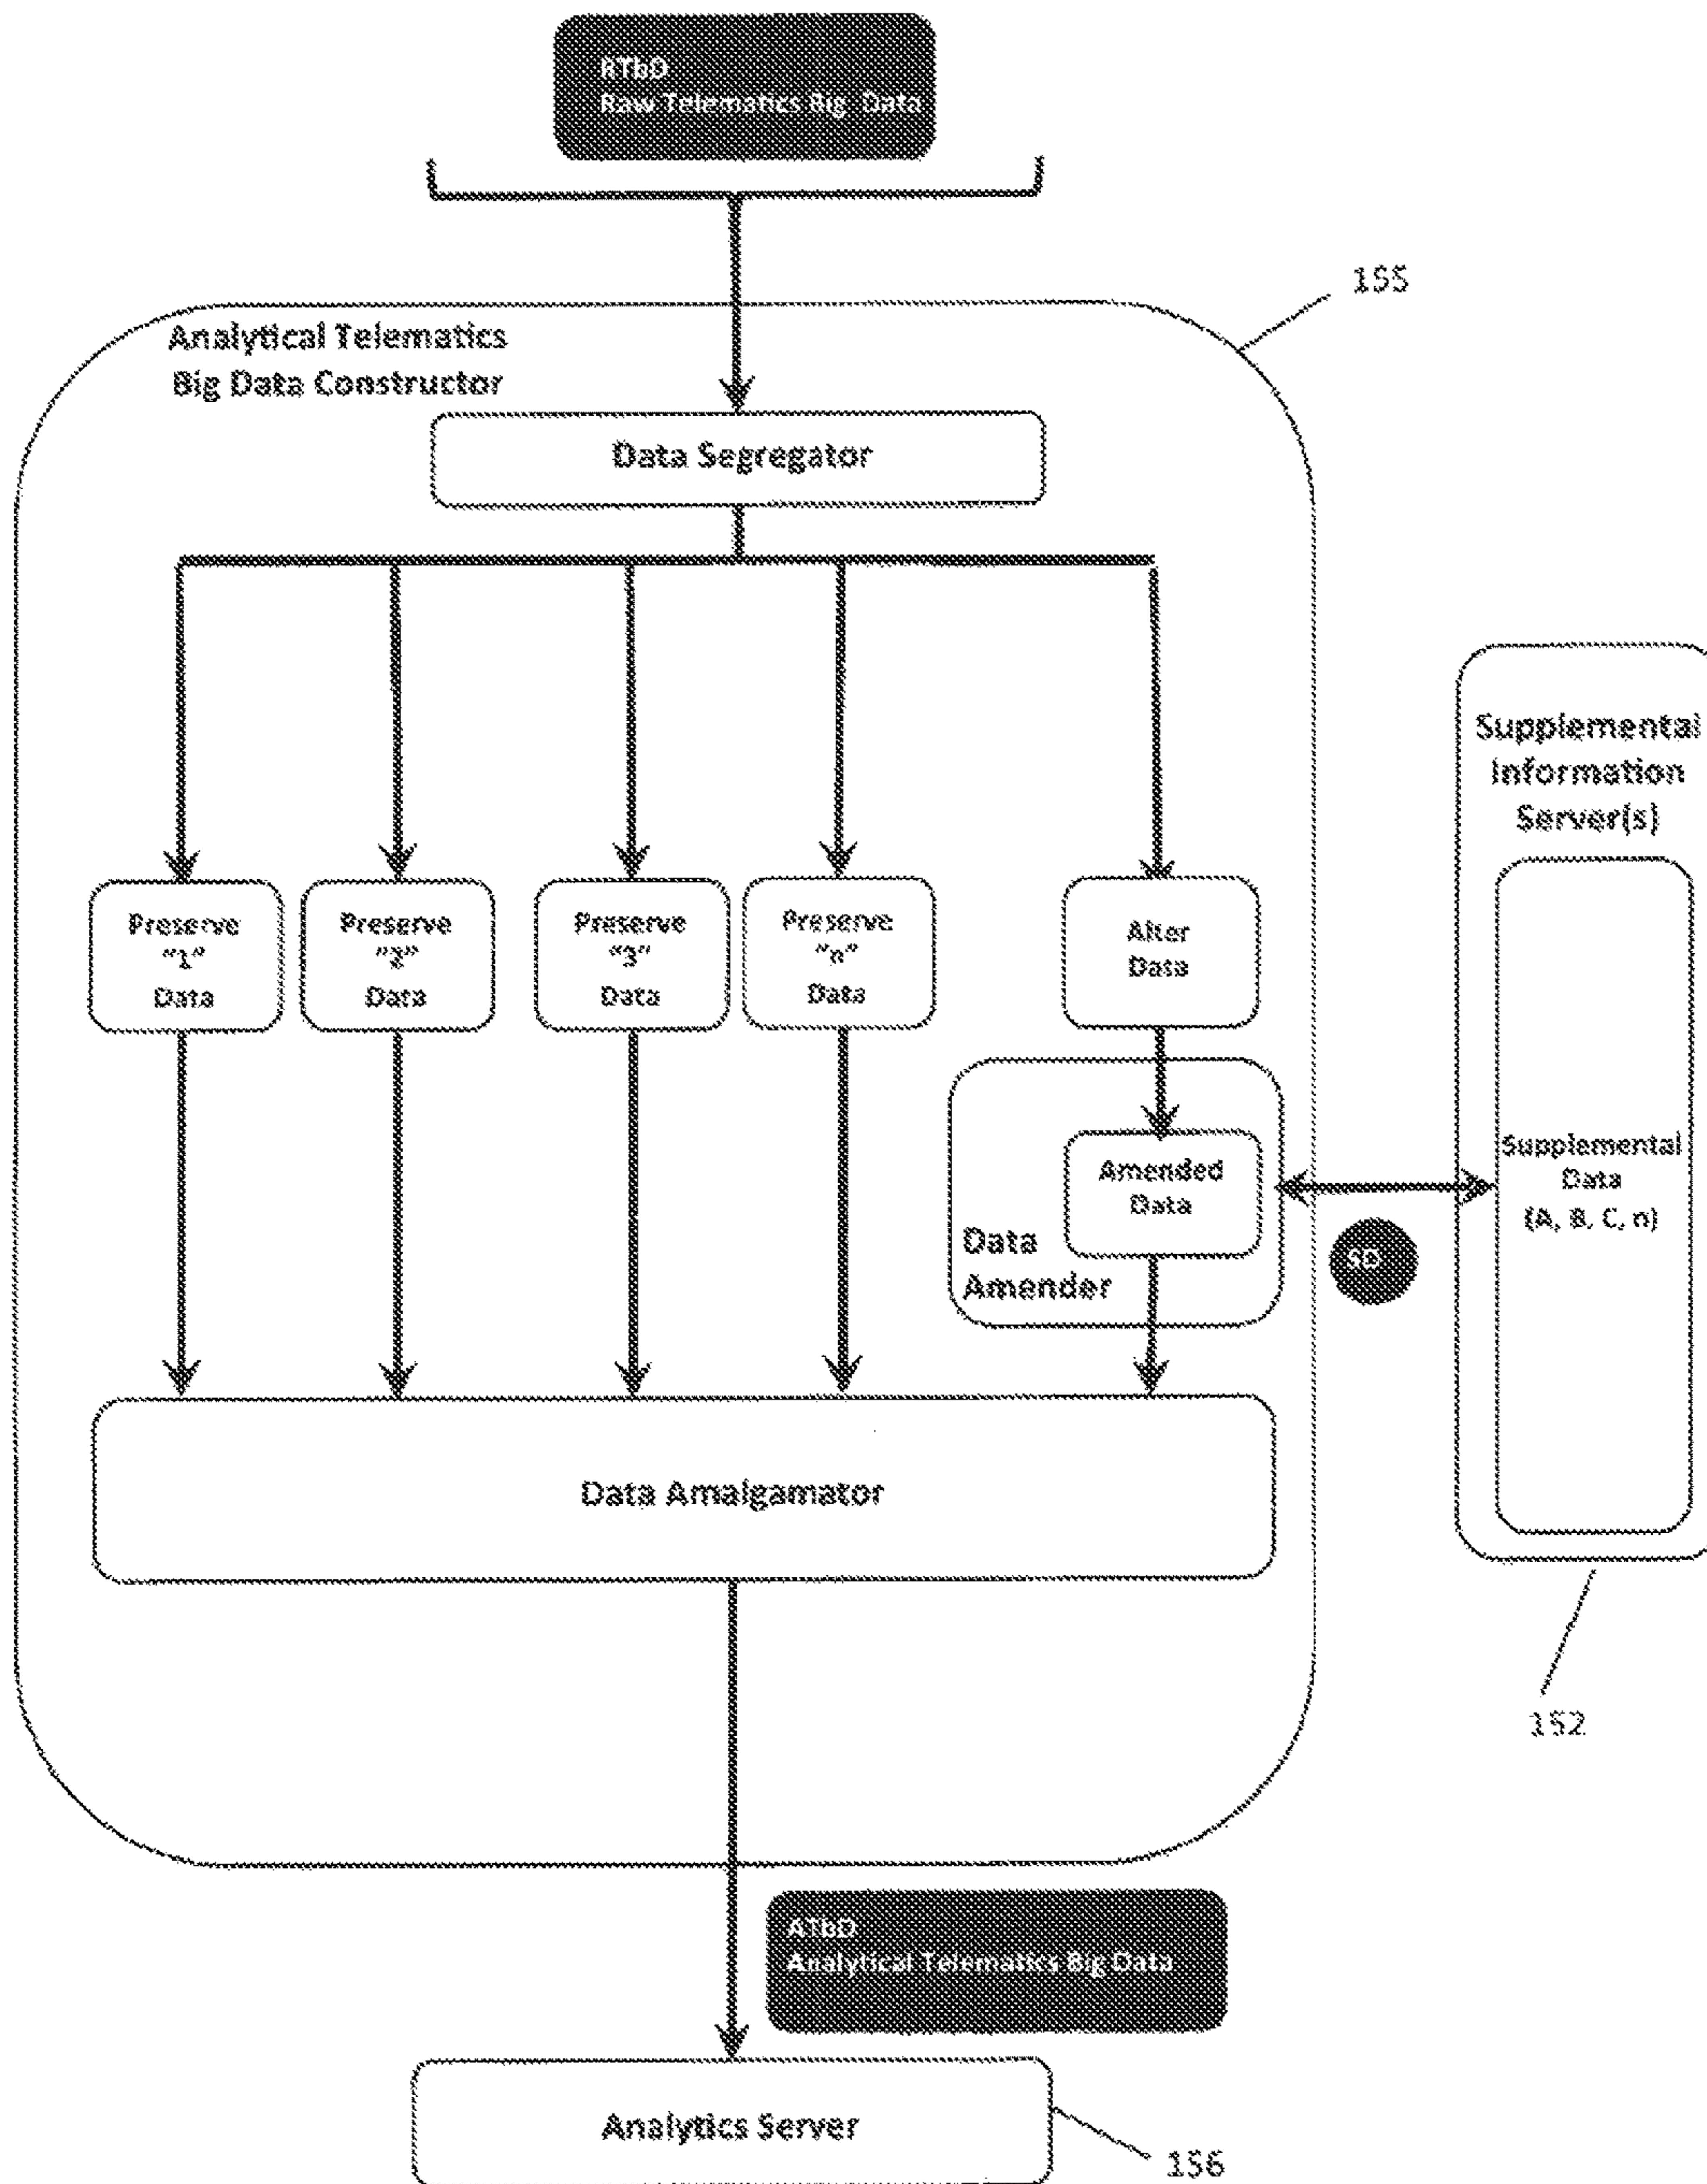 RTbD
Raw Telematics Big Data
155
Analytical Telematics
Big Data Constructor
Data Segregator
Supplemental
Information
Server(s)
Preserve
"1"
Data
Preserve
"2"
Data
Preserve
"3"
Data
Preserve
"n"
Data
Alter
Data
Amended
Data
Data
Amender
SD
Supplemental
Data
(A, B, C, n)
Data Amalgamator
152
ATbD
Analytical Telematics Big Data
Analytics Server
156